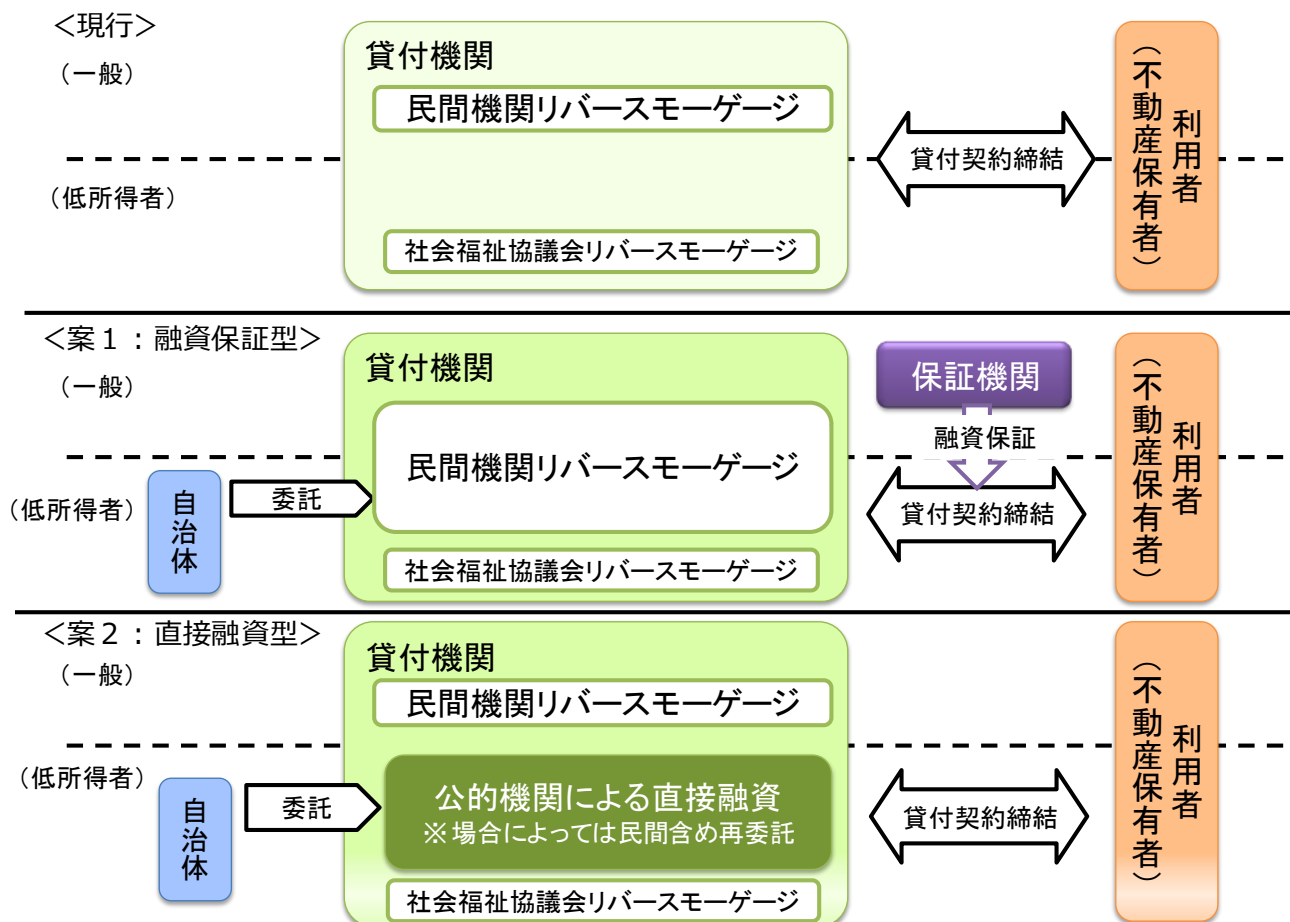 ＜現行＞
（一般）
（低所得者）
貸付機関
民間機関リバースモーゲージ
社会福祉協議会リバースモーゲージ
貸付契約締結
利用者
（不動産保有者）
＜案１：融資保証型＞
（一般）
（低所得者）
自治体
委託
貸付機関
民間機関リバースモーゲージ
社会福祉協議会リバースモーゲージ
保証機関
融資保証
貸付契約締結
利用者
（不動産保有者）
＜案２：直接融資型＞
（一般）
（低所得者）
自治体
委託
貸付機関
民間機関リバースモーゲージ
公的機関による直接融資
※場合によっては民間含め再委託
社会福祉協議会リバースモーゲージ
貸付契約締結
利用者
（不動産保有者）